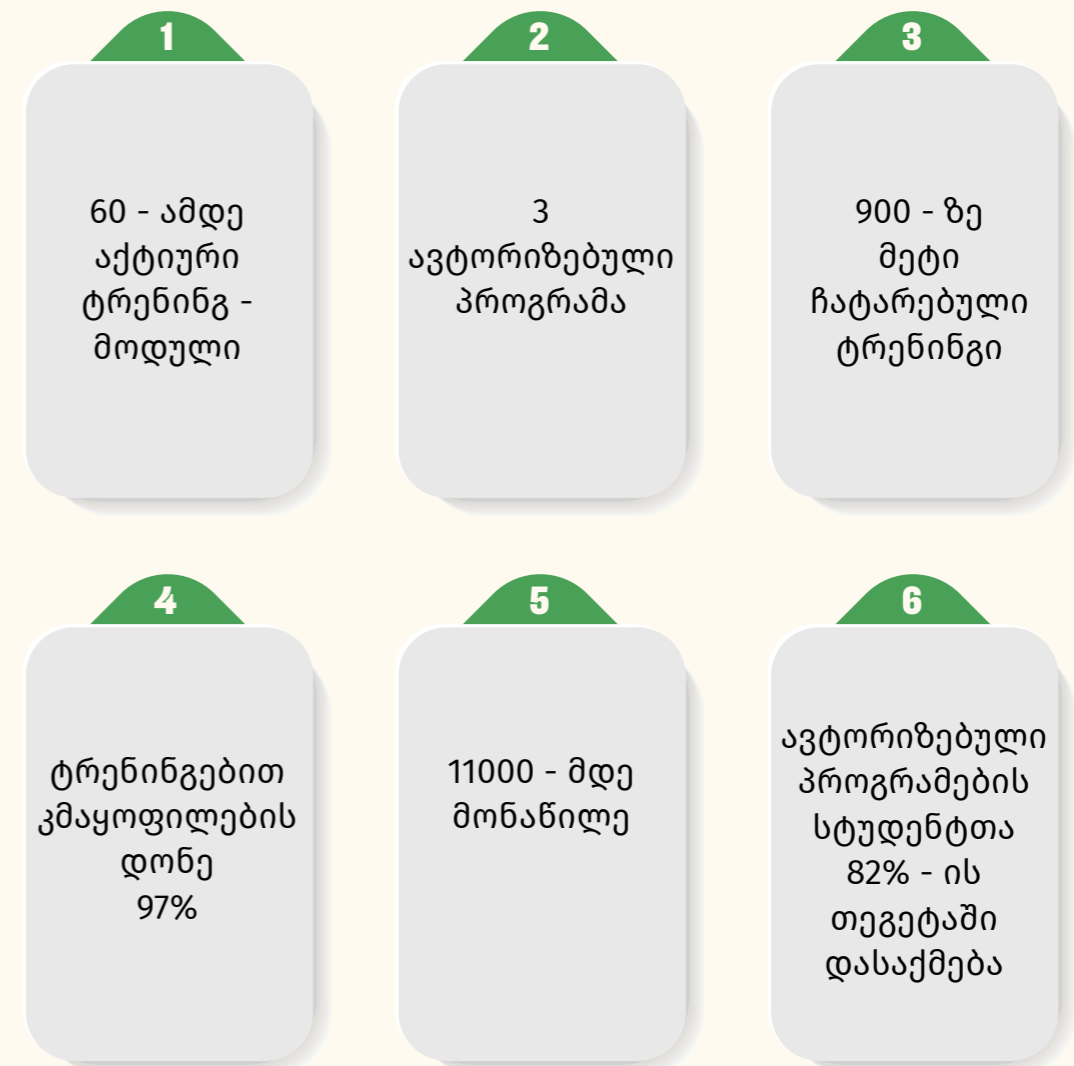 1
60 - ამდე
აქტიური
ტრენინგ -
მოდული
2
3
ავტორიზებული
პროგრამა
3
900 - ზე
მეტი
ჩატარებული
ტრენინგი
4
ტრენინგებით
კმაყოფილების
დონე
97%
5
11000 - მდე
მონაწილე
6
ავტორიზებული
პროგრამების
სტუდენტთა
82% - ის
თეგეტაში
დასაქმება